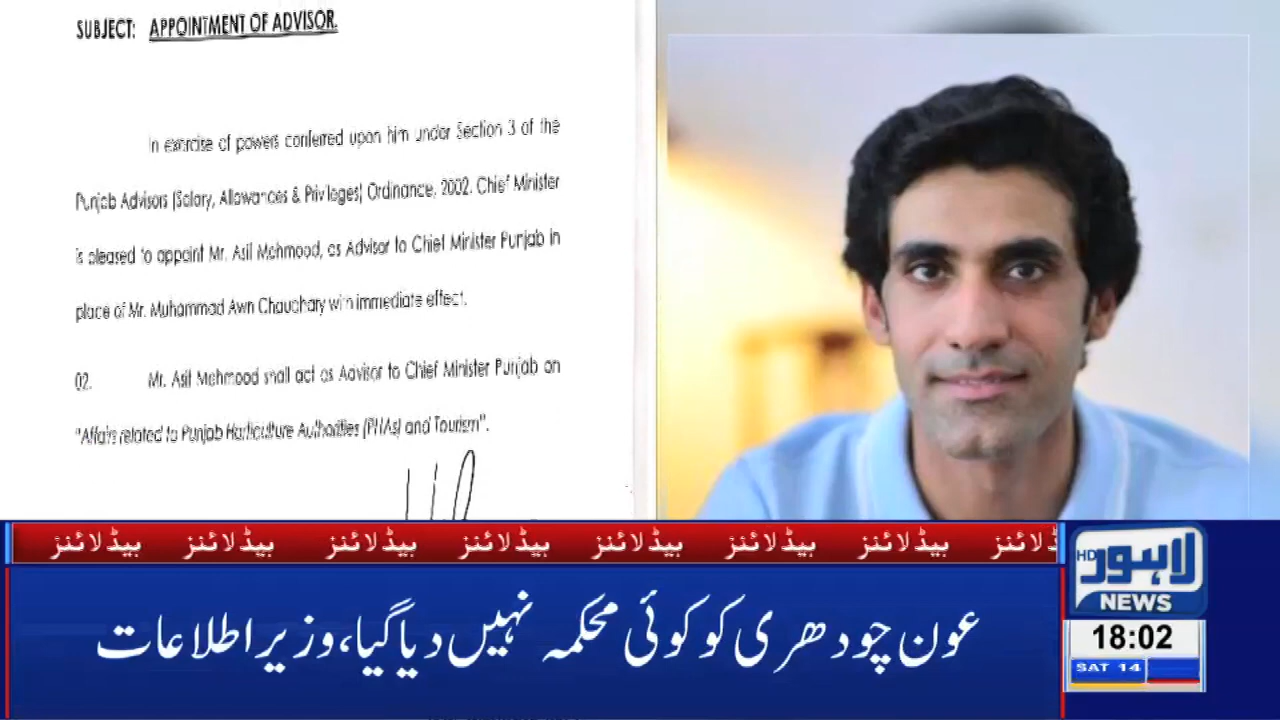 SUBJECT: APPOINTMENT OF ADVISOR.
In exercise of powers conferred upon him under Section 3 of the
Punjab Advisors (Salary, Allowances & Privileges) Ordinance, 2002. Chief Minister
is pleased to appoint Mr. Asif Mehmood, as Advisor to Chief Minister Punjab in
place of Mr. Muhammad Awn Chaudhary with immediate effect.
02. Mr. Asif Mehmood shall act as Advisor to Chief Minister Punjab on
"Affairs related to Punjab Horticulture Authorities (PHAs) and Tourism".
ہیڈلائنز ہیڈلائنز ہیڈلائنز ہیڈلائنز ہیڈلائنز ہیڈلائنز ہیڈلائنز
عون چودھری کو کوئی محکمہ نہیں دیا گیا، وزیر اطلاعات
HD لاہور
NEWS
18:02
SAT 14